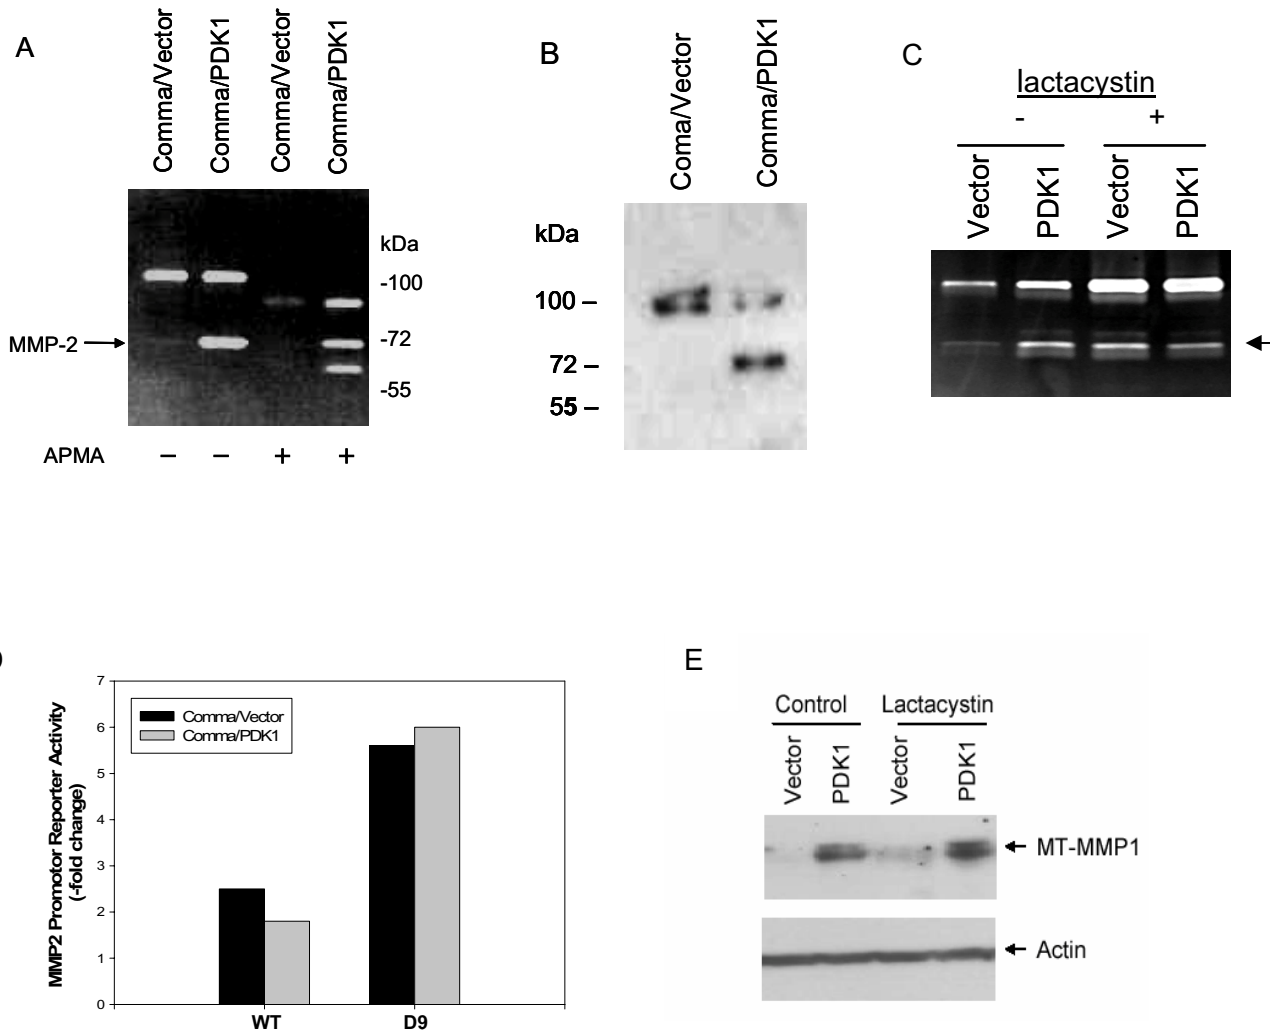 A
Comma/Vector
Comma/PDK1
Comma/Vector
Comma/PDK1
kDa
-100
-72
-55
MMP-2
APMA – – + +
B
Coma/Vector
Comma/PDK1
kDa
100 –
72 –
55 –
C
lactacystin
- +
Vector
PDK1
Vector
PDK1
MMP2 Promotor Reporter Activity
(-fold change)
7
6
5
4
3
2
1
0
Comma/Vector
Comma/PDK1
WT D9
E
Control Lactacystin
Vector
PDK1
Vector
PDK1
MT-MMP1
Actin